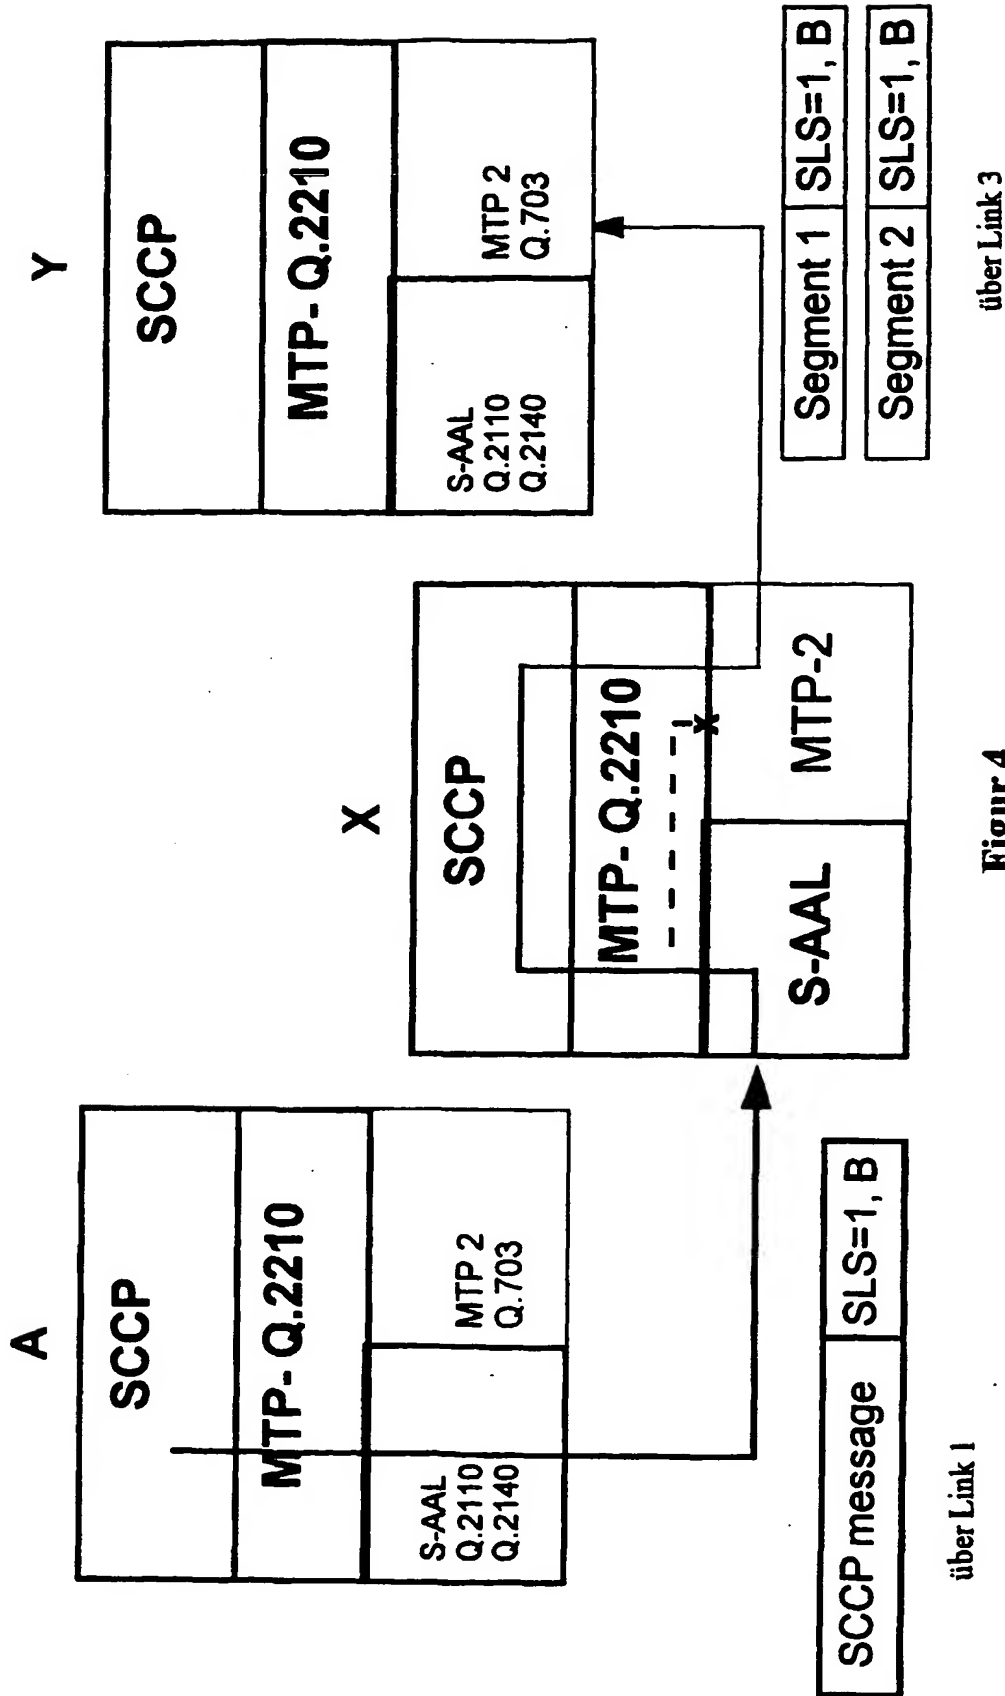 A
SCCP
MTP- Q.2210
S-AAL
Q.2110
Q.2140
MTP 2
Q.703
SCCP message
SLS=1, B
über Link 1
X
SCCP
MTP- Q.2210
X
S-AAL
MTP-2
Y
SCCP
MTP- Q.2210
S-AAL
Q.2110
Q.2140
MTP 2
Q.703
Segment 1
SLS=1, B
Segment 2
SLS=1, B
über Link 3
Figur 4